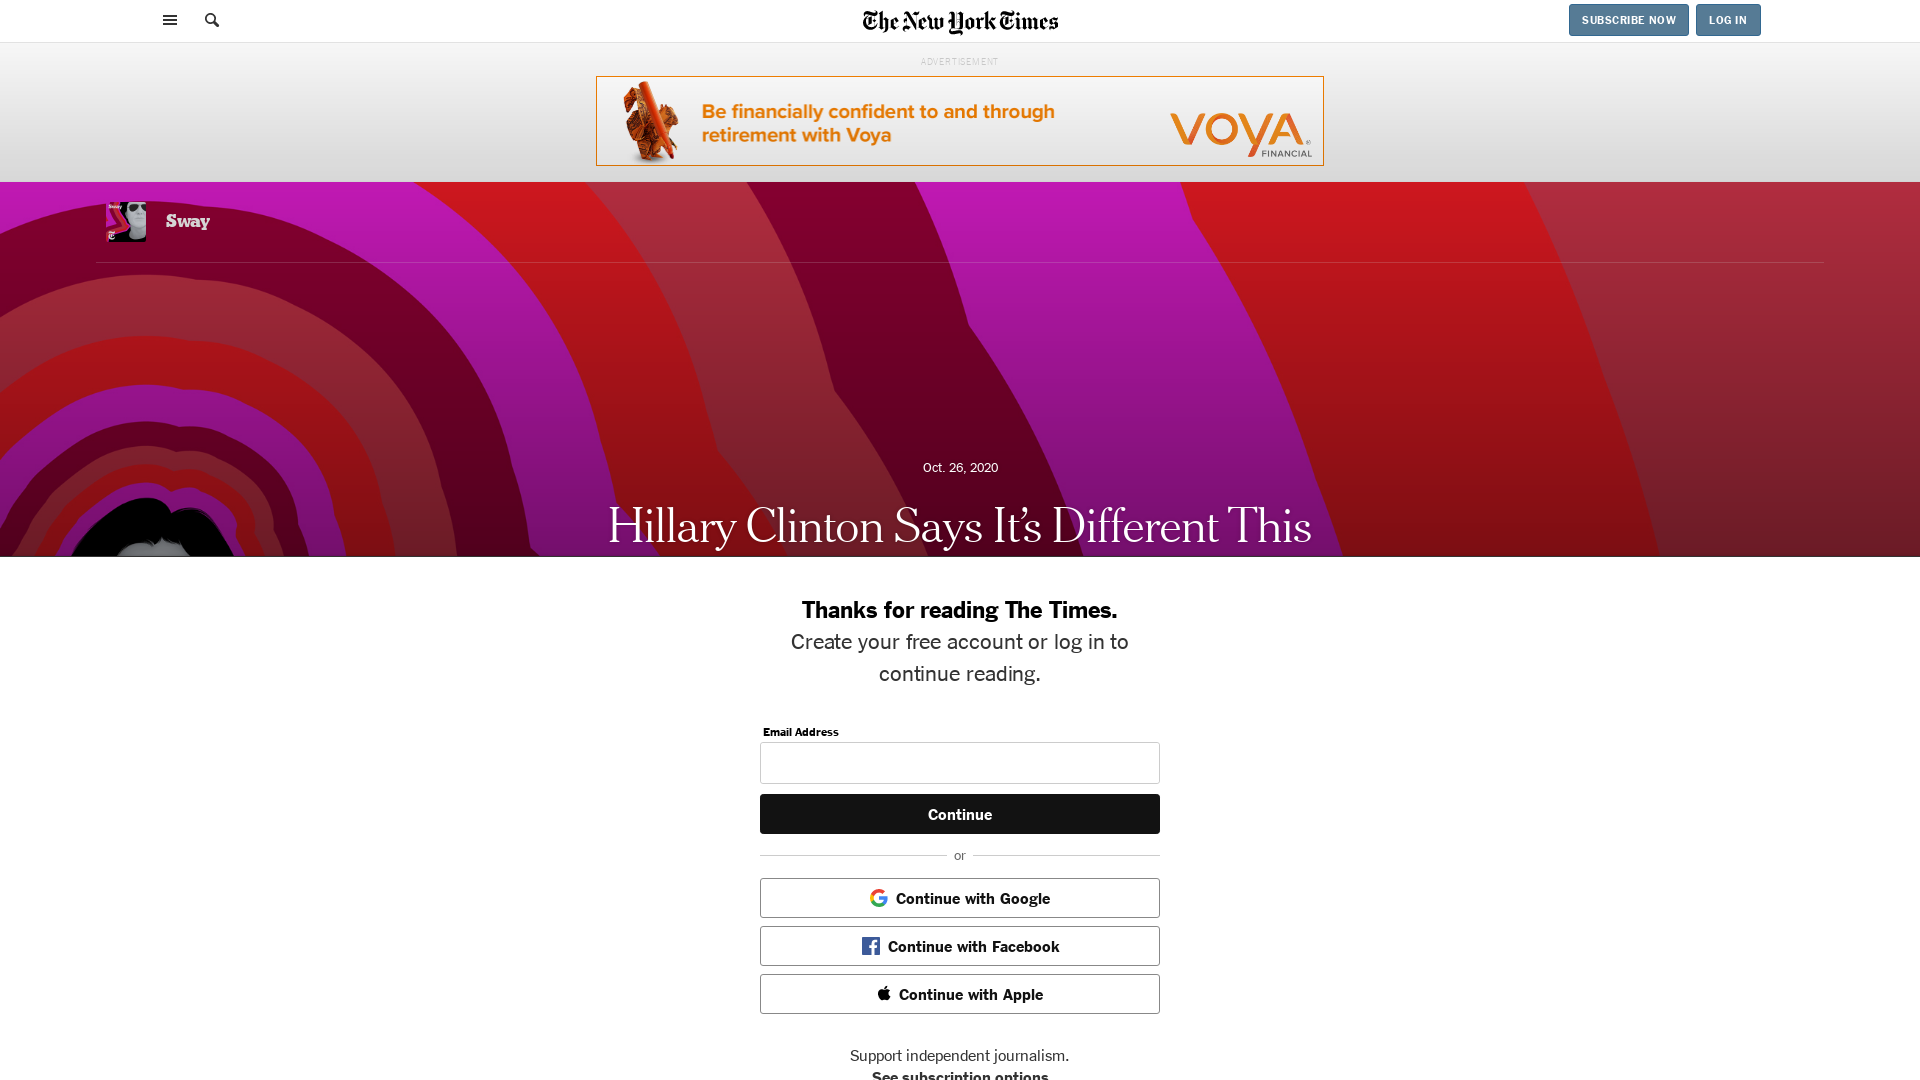 The New York Times
SUBSCRIBE NOW
LOG IN
ADVERTISEMENT
Be financially confident to and through
retirement with Voya
VOYA®
FINANCIAL
Sway
Oct. 26, 2020
Hillary Clinton Says It’s Different This
Thanks for reading The Times.
Create your free account or log in to
continue reading.
Email Address
Continue
or
Continue with Google
Continue with Facebook
Continue with Apple
Support independent journalism.
See subscription options